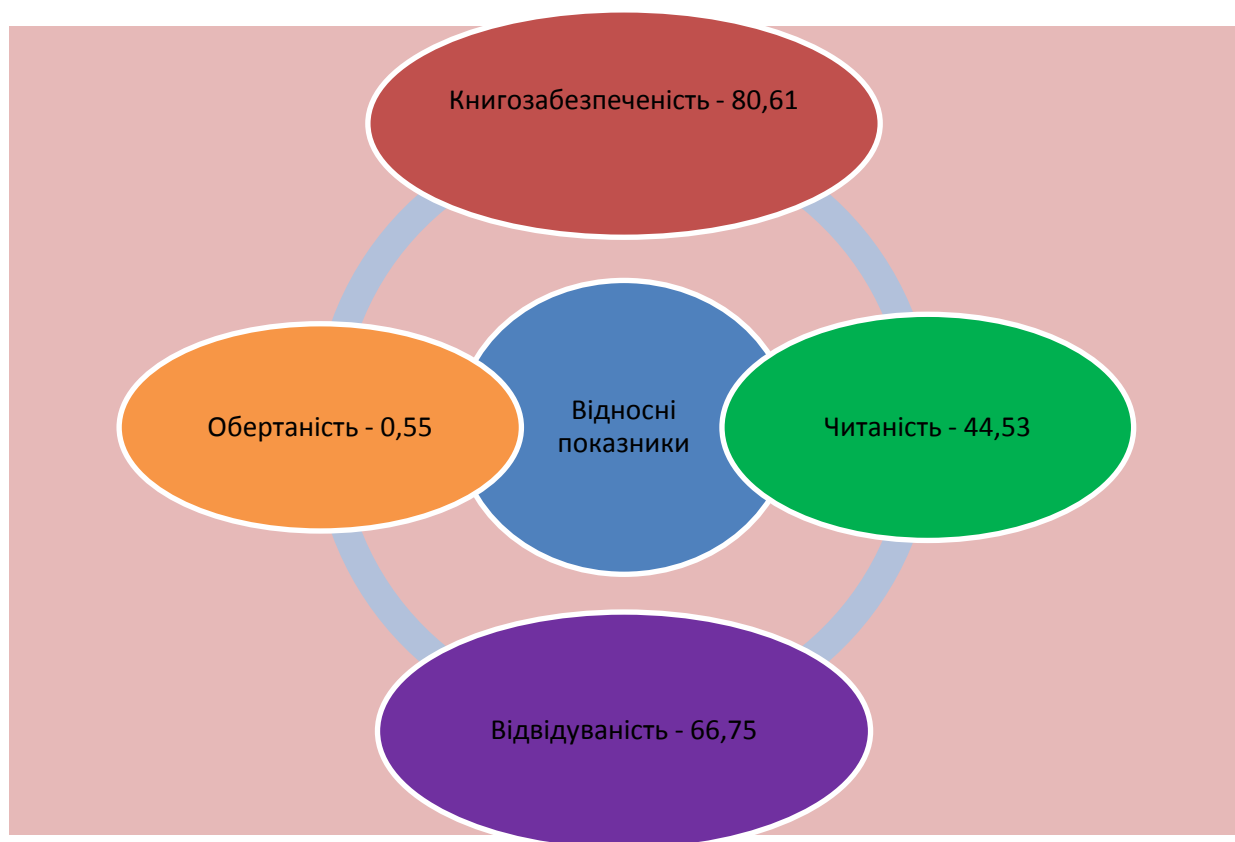 Книгозабезпеченість - 80,61
Обертаність - 0,55
Відносні
показники
Читаність - 44,53
Відвідуваність - 66,75